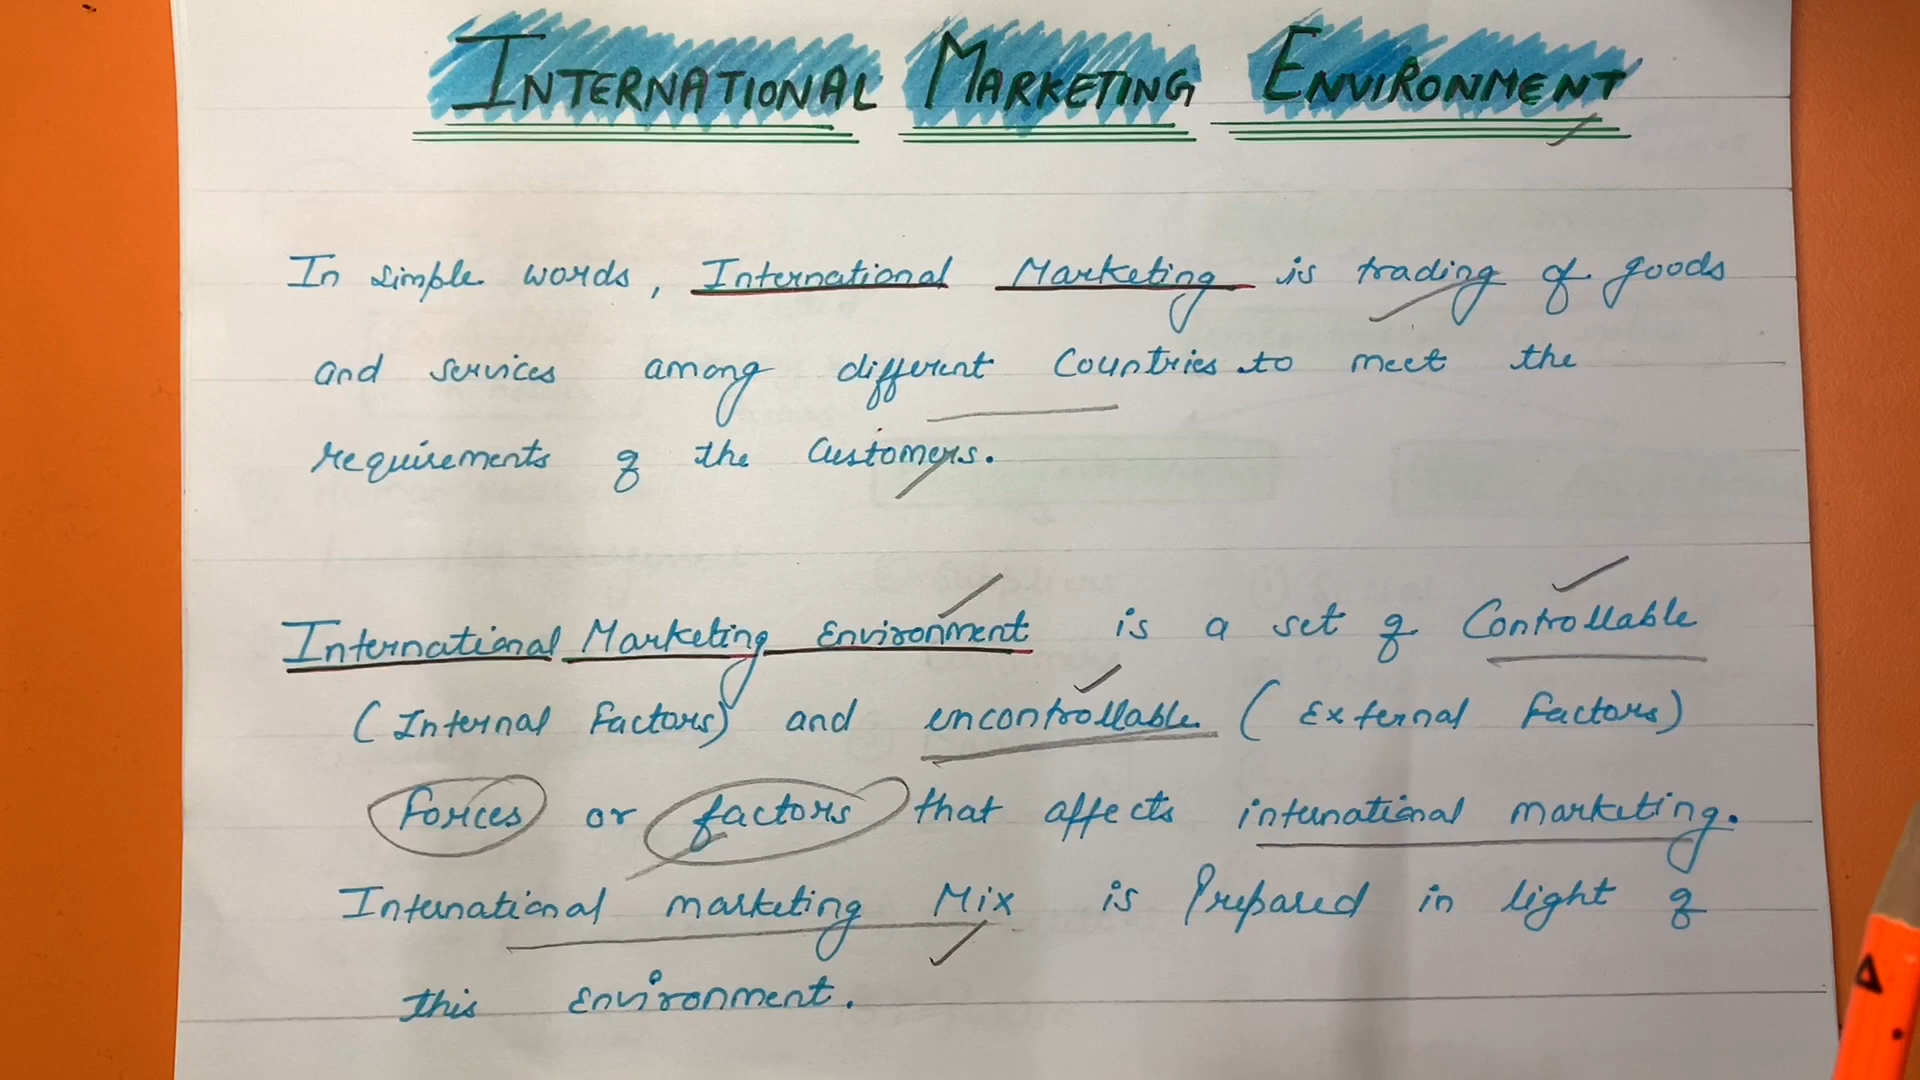 INTERNATIONAL MARKETING ENVIRONMENT
In simple words, International Marketing is trading of goods
and services among different Countries to meet the
requirements of the Customers.
International Marketing Environment is a set of Controllable
(Internal Factors) and uncontrollable (External Factors)
Forces or factors that affects international marketing.
International marketing Mix is Prepared in light of
this Environment.